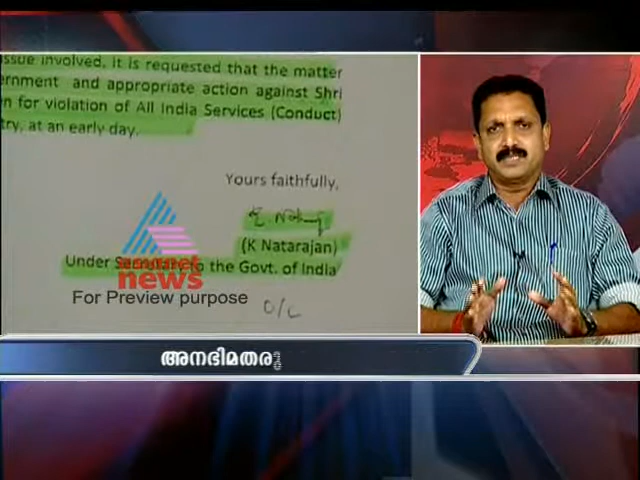 issue involved, it is requested that the matter
ernment and appropriate action against Shri
en for violation of All India Services (Conduct)
try, at an early day.
Yours faithfully,
(K Natarajan)
Under Secretary to the Govt. of India
asianet
news
For Preview purpose
O/C
അനഭിമതരു